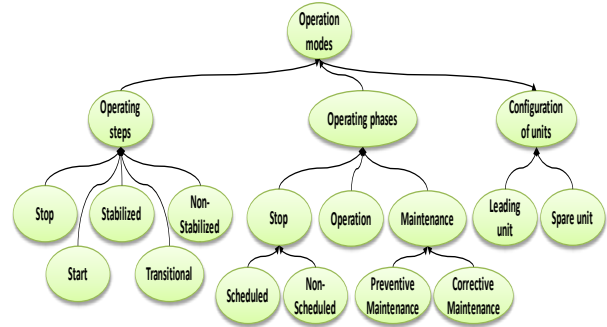 Operation
modes
Operating
steps
Operating phases
Configuration
of units
Stop
Stabilized
Non-
Stabilized
Start
Transitional
Stop
Operation
Maintenance
Leading
unit
Spare unit
Scheduled
Non-
Scheduled
Preventive
Maintenance
Corrective
Maintenance